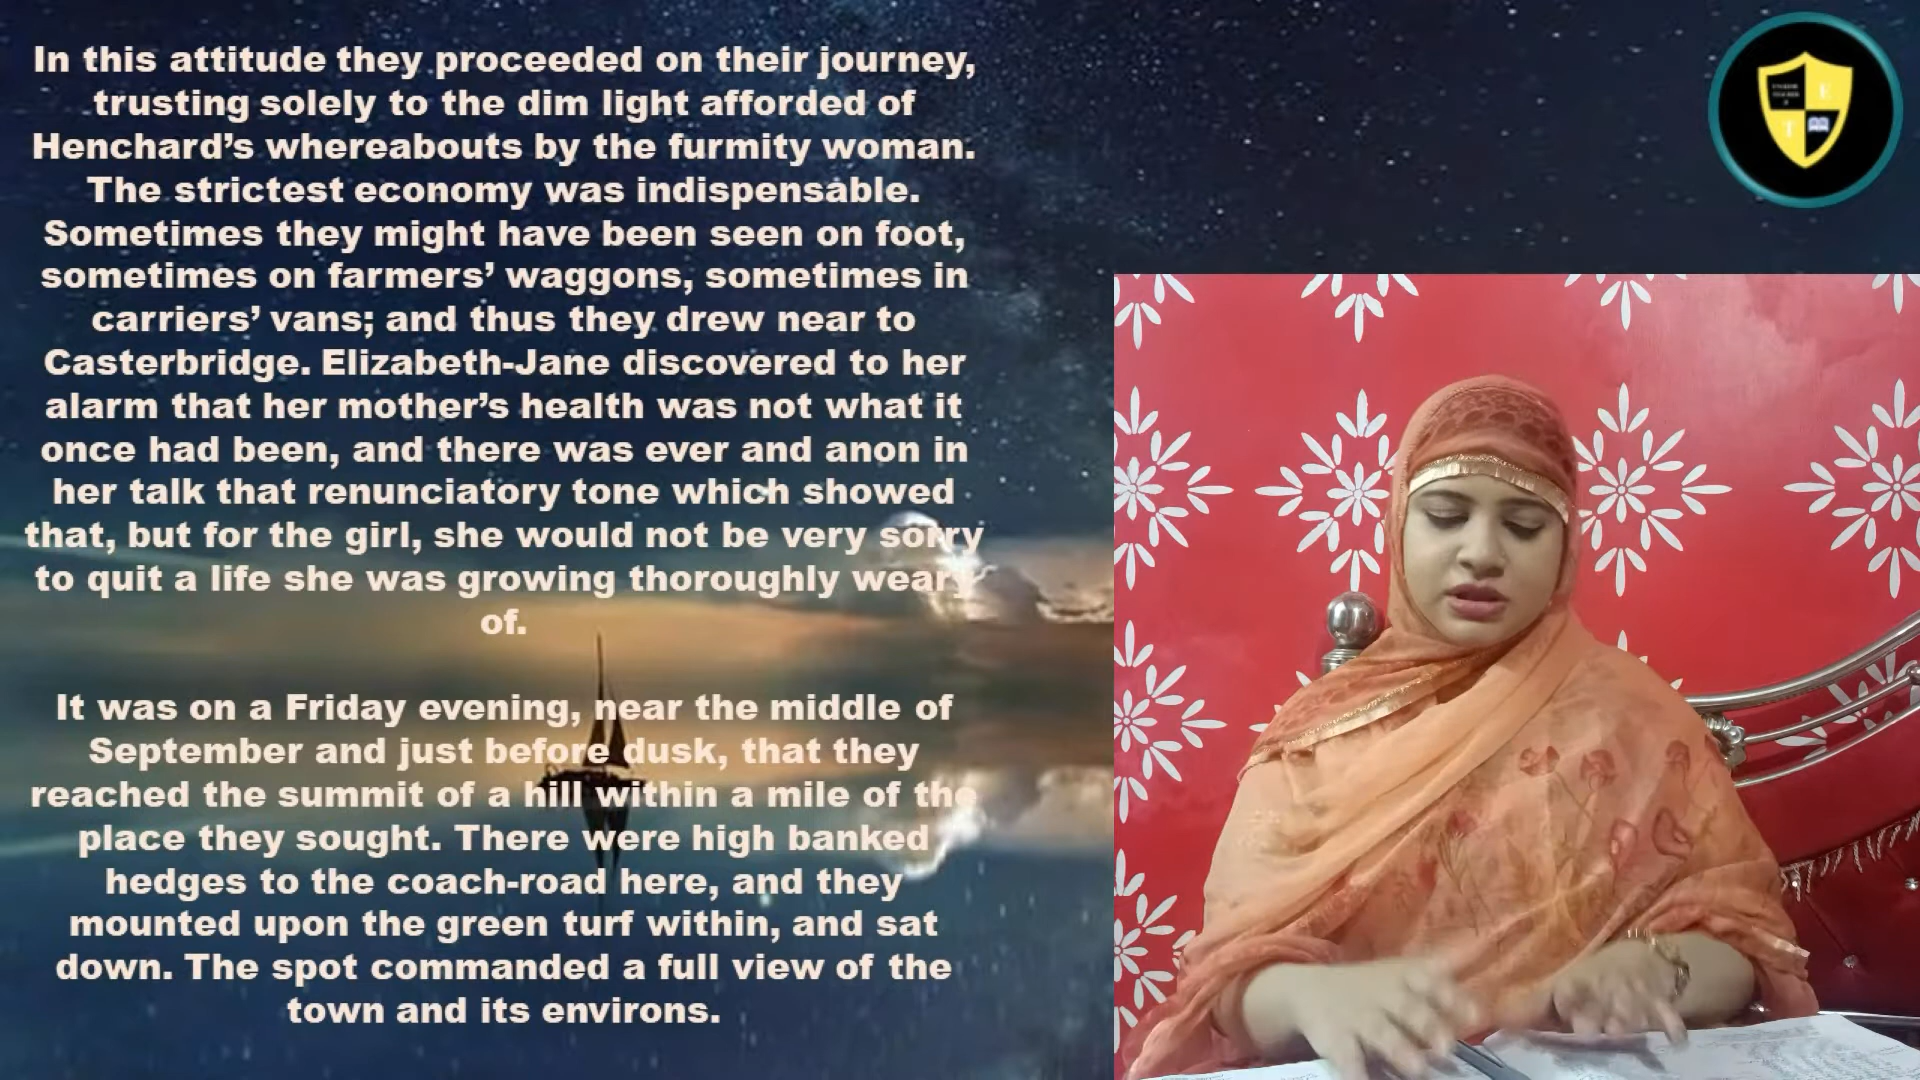 In this attitude they proceeded on their journey,
trusting solely to the dim light afforded of
Henchard’s whereabouts by the furmity woman.
The strictest economy was indispensable.
Sometimes they might have been seen on foot,
sometimes on farmers’ waggons, sometimes in
carriers’ vans; and thus they drew near to
Casterbridge. Elizabeth-Jane discovered to her
alarm that her mother’s health was not what it
once had been, and there was ever and anon in
her talk that renunciatory tone which showed
that, but for the girl, she would not be very sorry
to quit a life she was growing thoroughly weary
of.
It was on a Friday evening, near the middle of
September and just before dusk, that they
reached the summit of a hill within a mile of the
place they sought. There were high banked
hedges to the coach-road here, and they
mounted upon the green turf within, and sat
down. The spot commanded a full view of the
town and its environs.
E
T